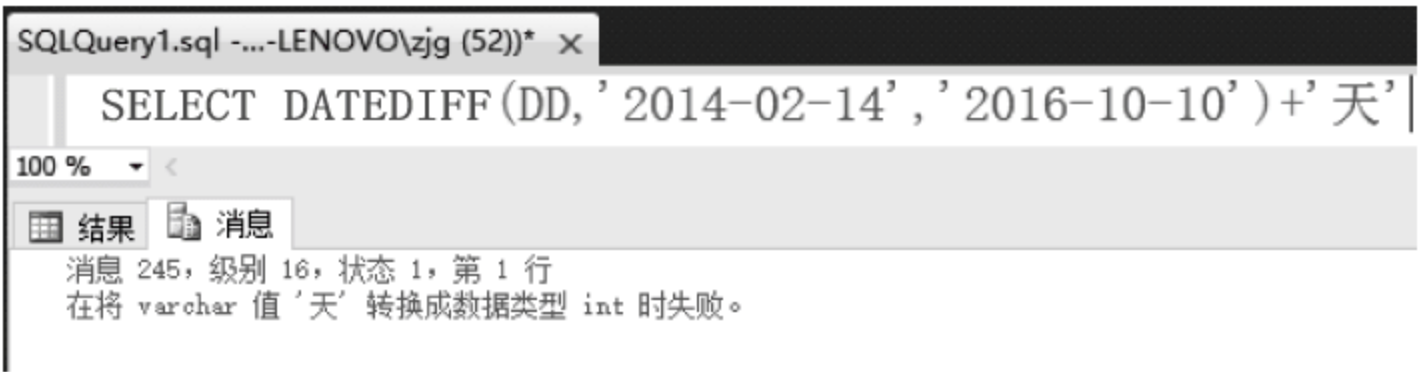 SQLQuery1.sql -...-LENOVO\zjg (52))* ×
SELECT DATEDIFF(DD,'2014-02-14','2016-10-10')+'天'
100 %
结果 消息
消息 245，级别 16，状态 1，第 1 行
在将 varchar 值 '天' 转换成数据类型 int 时失败。